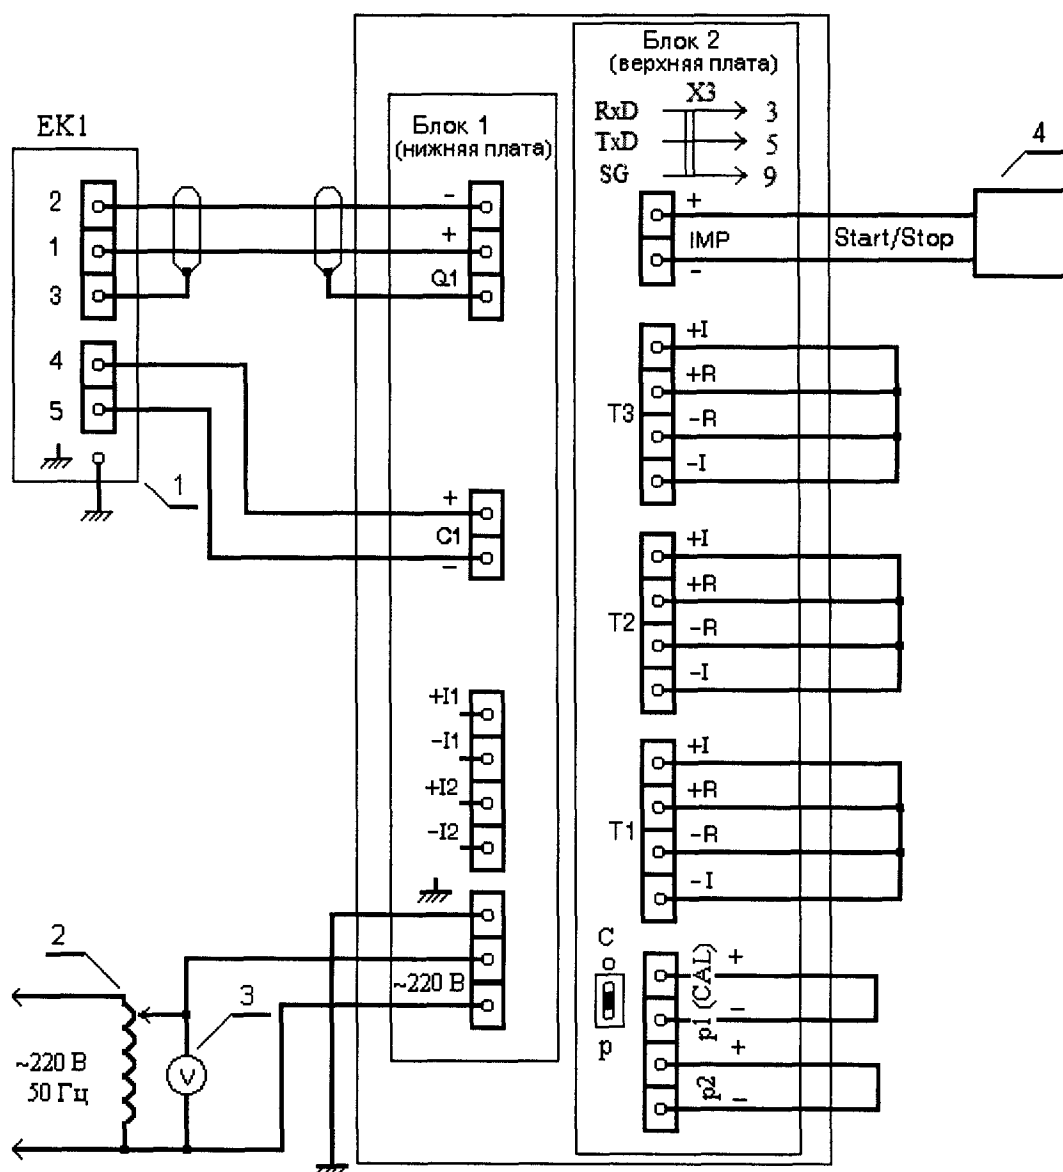 Блок 2
(верхняя плата)
X3
RxD 3
TxD 5
SG 9
EK1
Блок 1
(нижняя плата)
4
2
1
3
4
5
1
-
+
Q1
+
C1
-
+I1
-I1
+I2
-I2
~220 В
2
3
V
~220 В
50 Гц
+
IMP
-
Start/Stop
+I
+R
T3
-R
-I
+I
+R
T2
-R
-I
+I
+R
T1
-R
-I
C
p
p1 (CAL)
+
-
p2
+
-